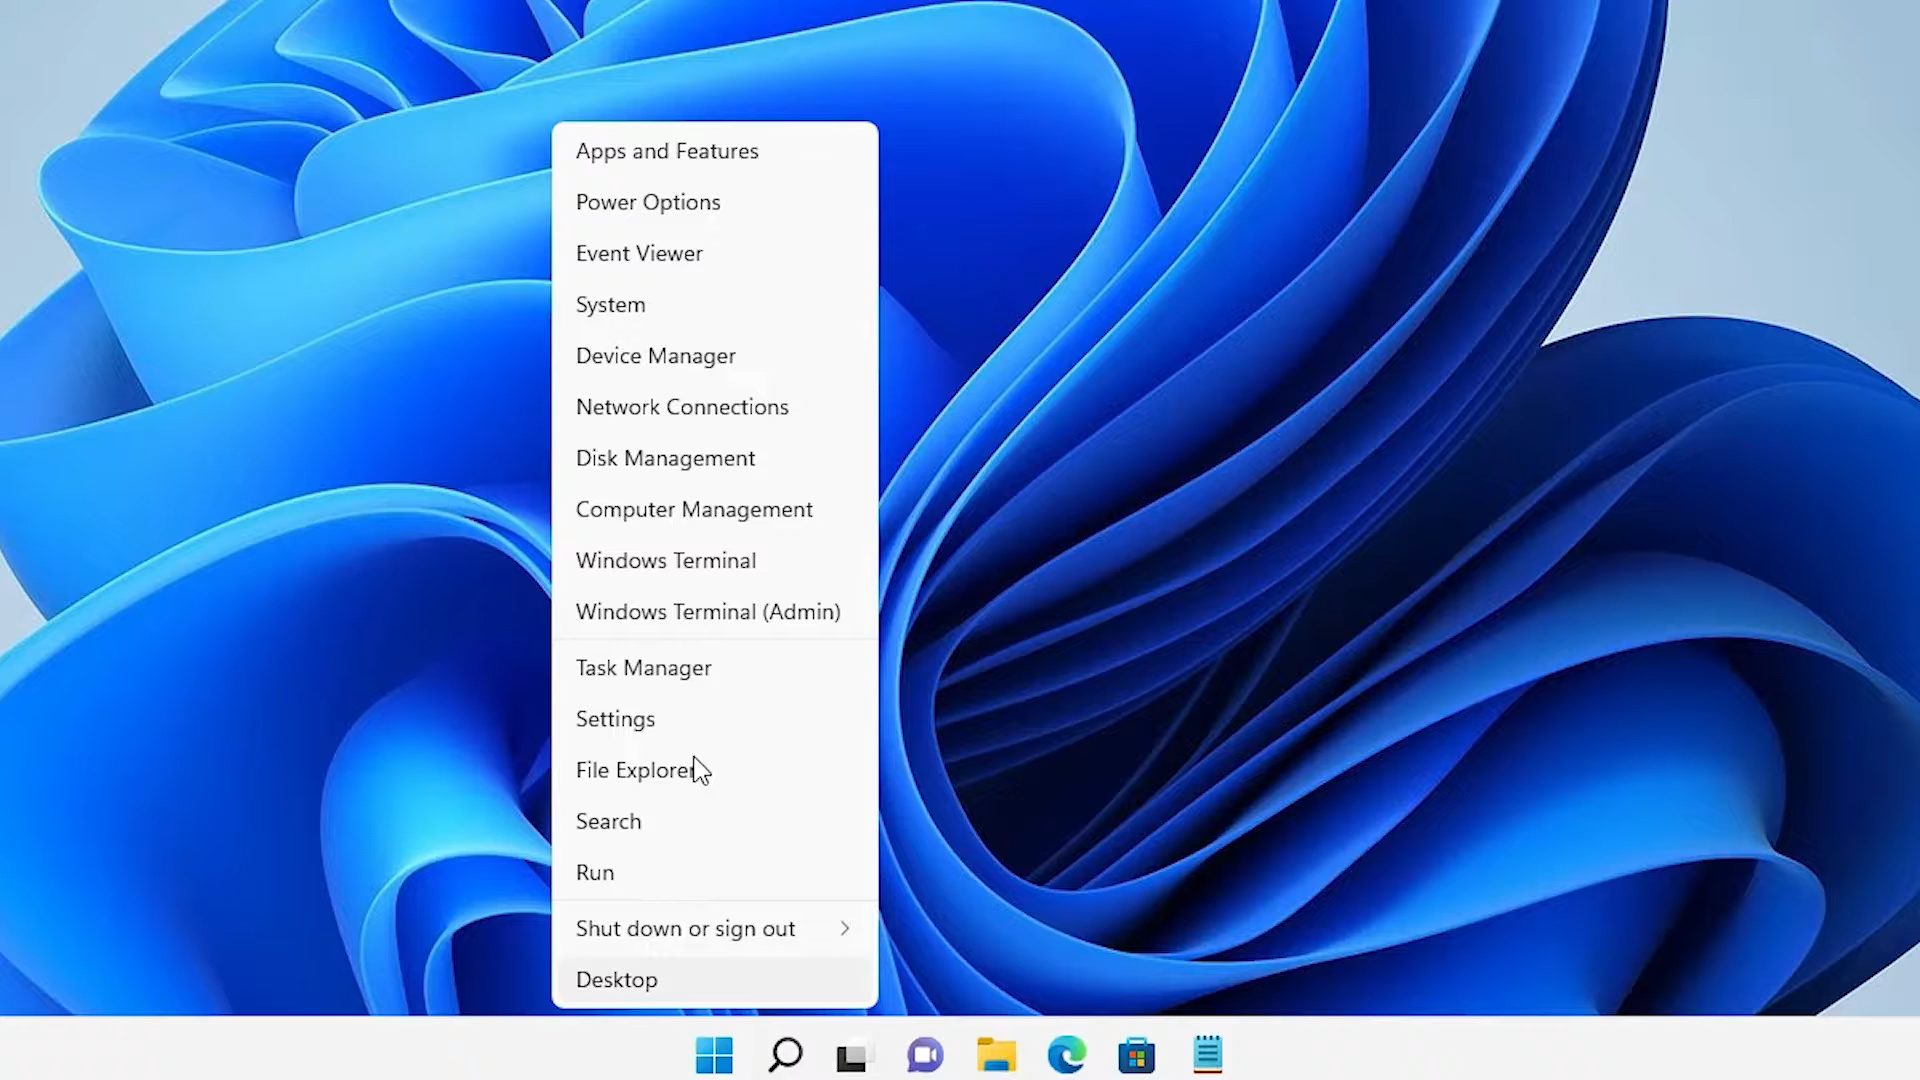 Apps and Features
Power Options
Event Viewer
System
Device Manager
Network Connections
Disk Management
Computer Management
Windows Terminal
Windows Terminal (Admin)
Task Manager
Settings
File Explorer
Search
Run
Shut down or sign out
Desktop